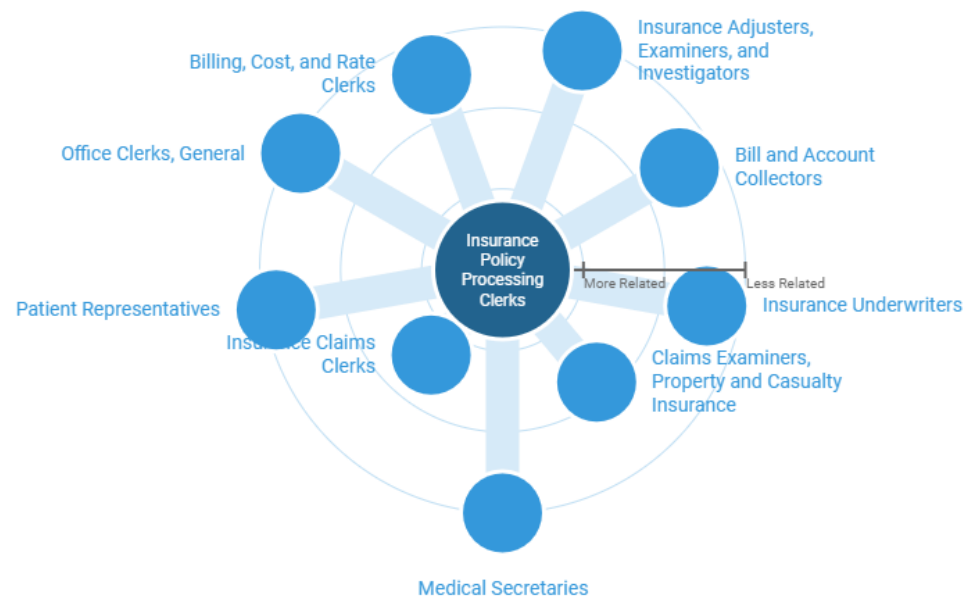 Insurance Adjusters,
Examiners, and
Investigators
Billing, Cost, and Rate
Clerks
Office Clerks, General
Bill and Account
Collectors
Insurance
Policy
Processing
Clerks
More Related
Less Related
Patient Representatives
Insurance Underwriters
Insurance Claims
Clerks
Claims Examiners,
Property and Casualty
Insurance
Medical Secretaries